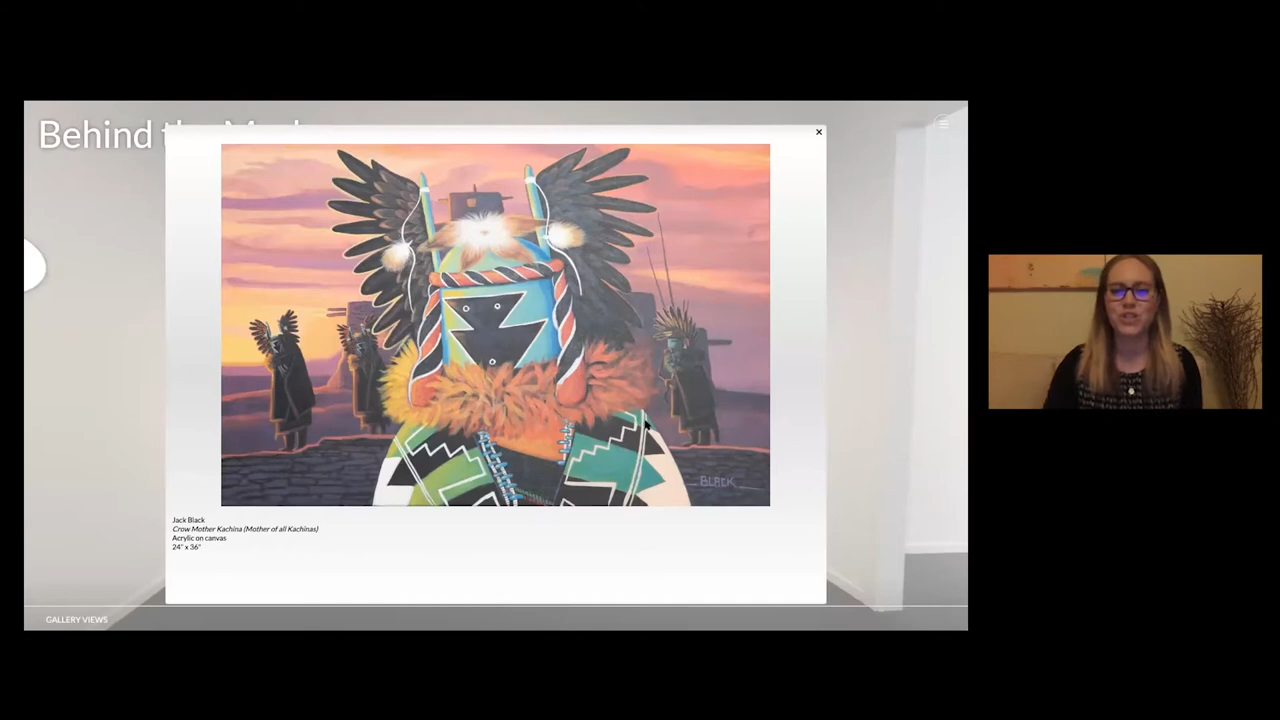 Behind
×
BLACK
Jack Black
Crow Mother Kachina (Mother of all Kachinas)
Acrylic on canvas
24" x 36"
GALLERY VIEWS